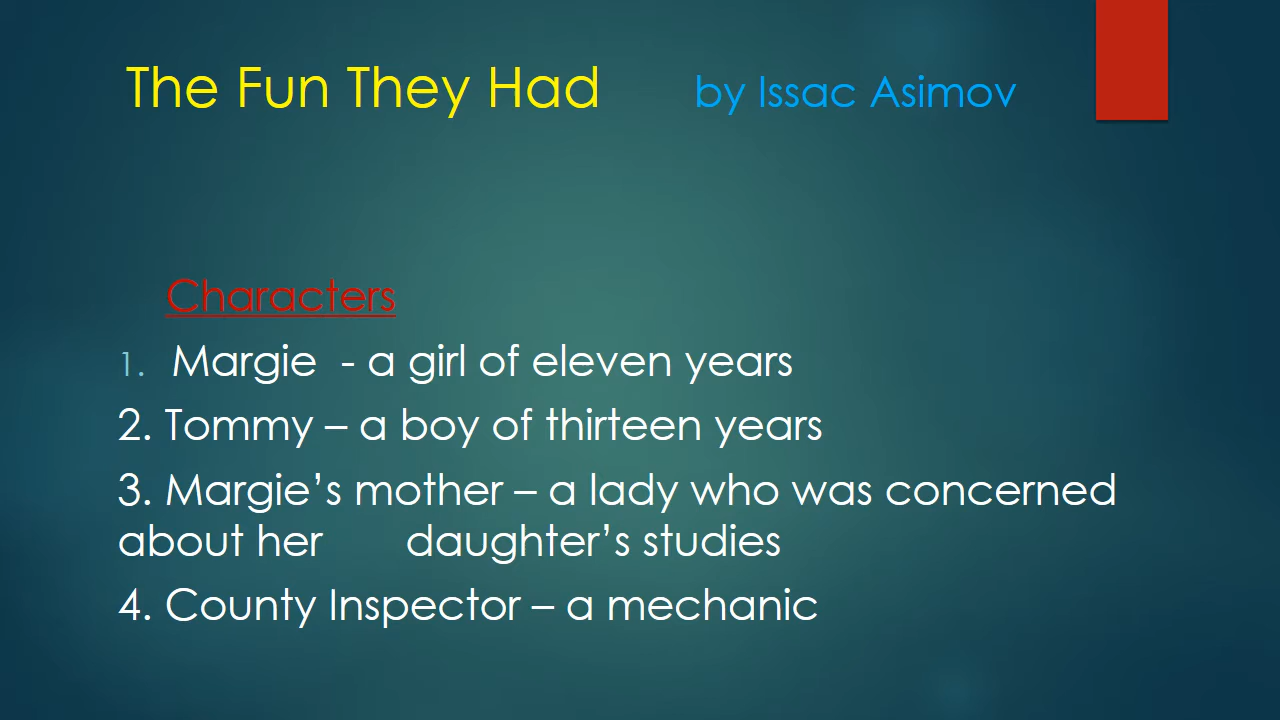 The Fun They Had by Issac Asimov
Characters
1. Margie - a girl of eleven years
2. Tommy – a boy of thirteen years
3. Margie’s mother – a lady who was concerned
about her daughter’s studies
4. County Inspector – a mechanic